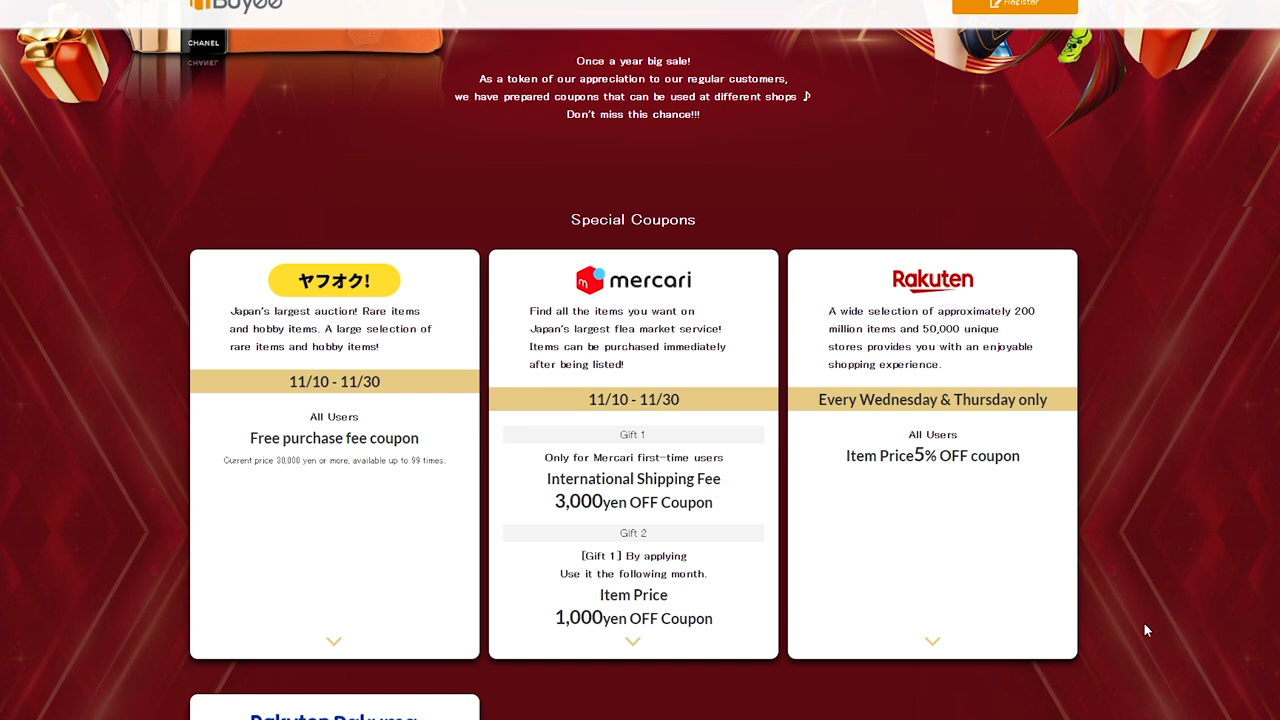 Buyee
Register
CHANEL
Once a year big sale!
As a token of our appreciation to our regular customers,
we have prepared coupons that can be used at different shops ♪
Don't miss this chance!!!
Special Coupons
ヤフオク!
Japan's largest auction! Rare items
and hobby items. A large selection of
rare items and hobby items!
11/10 - 11/30
All Users
Free purchase fee coupon
Current price 30,000 yen or more, available up to 99 times.
mercari
Find all the items you want on
Japan's largest flea market service!
Items can be purchased immediately
after being listed!
11/10 - 11/30
Gift 1
Only for Mercari first-time users
International Shipping Fee
3,000yen OFF Coupon
Gift 2
[Gift 1] By applying
Use it the following month.
Item Price
1,000yen OFF Coupon
Rakuten
A wide selection of approximately 200
million items and 50,000 unique
stores provides you with an enjoyable
shopping experience.
Every Wednesday & Thursday only
All Users
Item Price5% OFF coupon
Rakuten Rakuma